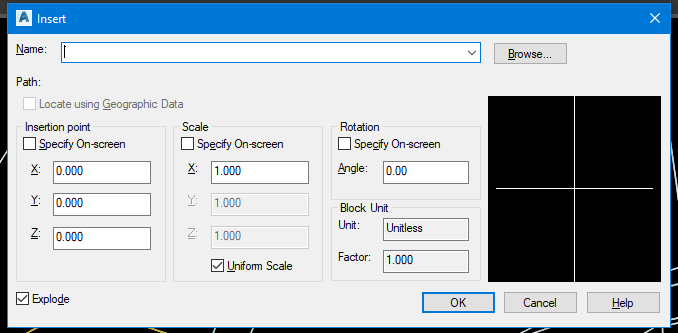 A Insert
Name:
Browse...
Path:
Locate using Geographic Data
Insertion point
Specify On-screen
X: 0.000
Y: 0.000
Z: 0.000
Scale
Specify On-screen
X: 1.000
Y: 1.000
Z: 1.000
Uniform Scale
Rotation
Specify On-screen
Angle: 0.00
Block Unit
Unit: Unitless
Factor: 1.000
Explode
OK
Cancel
Help